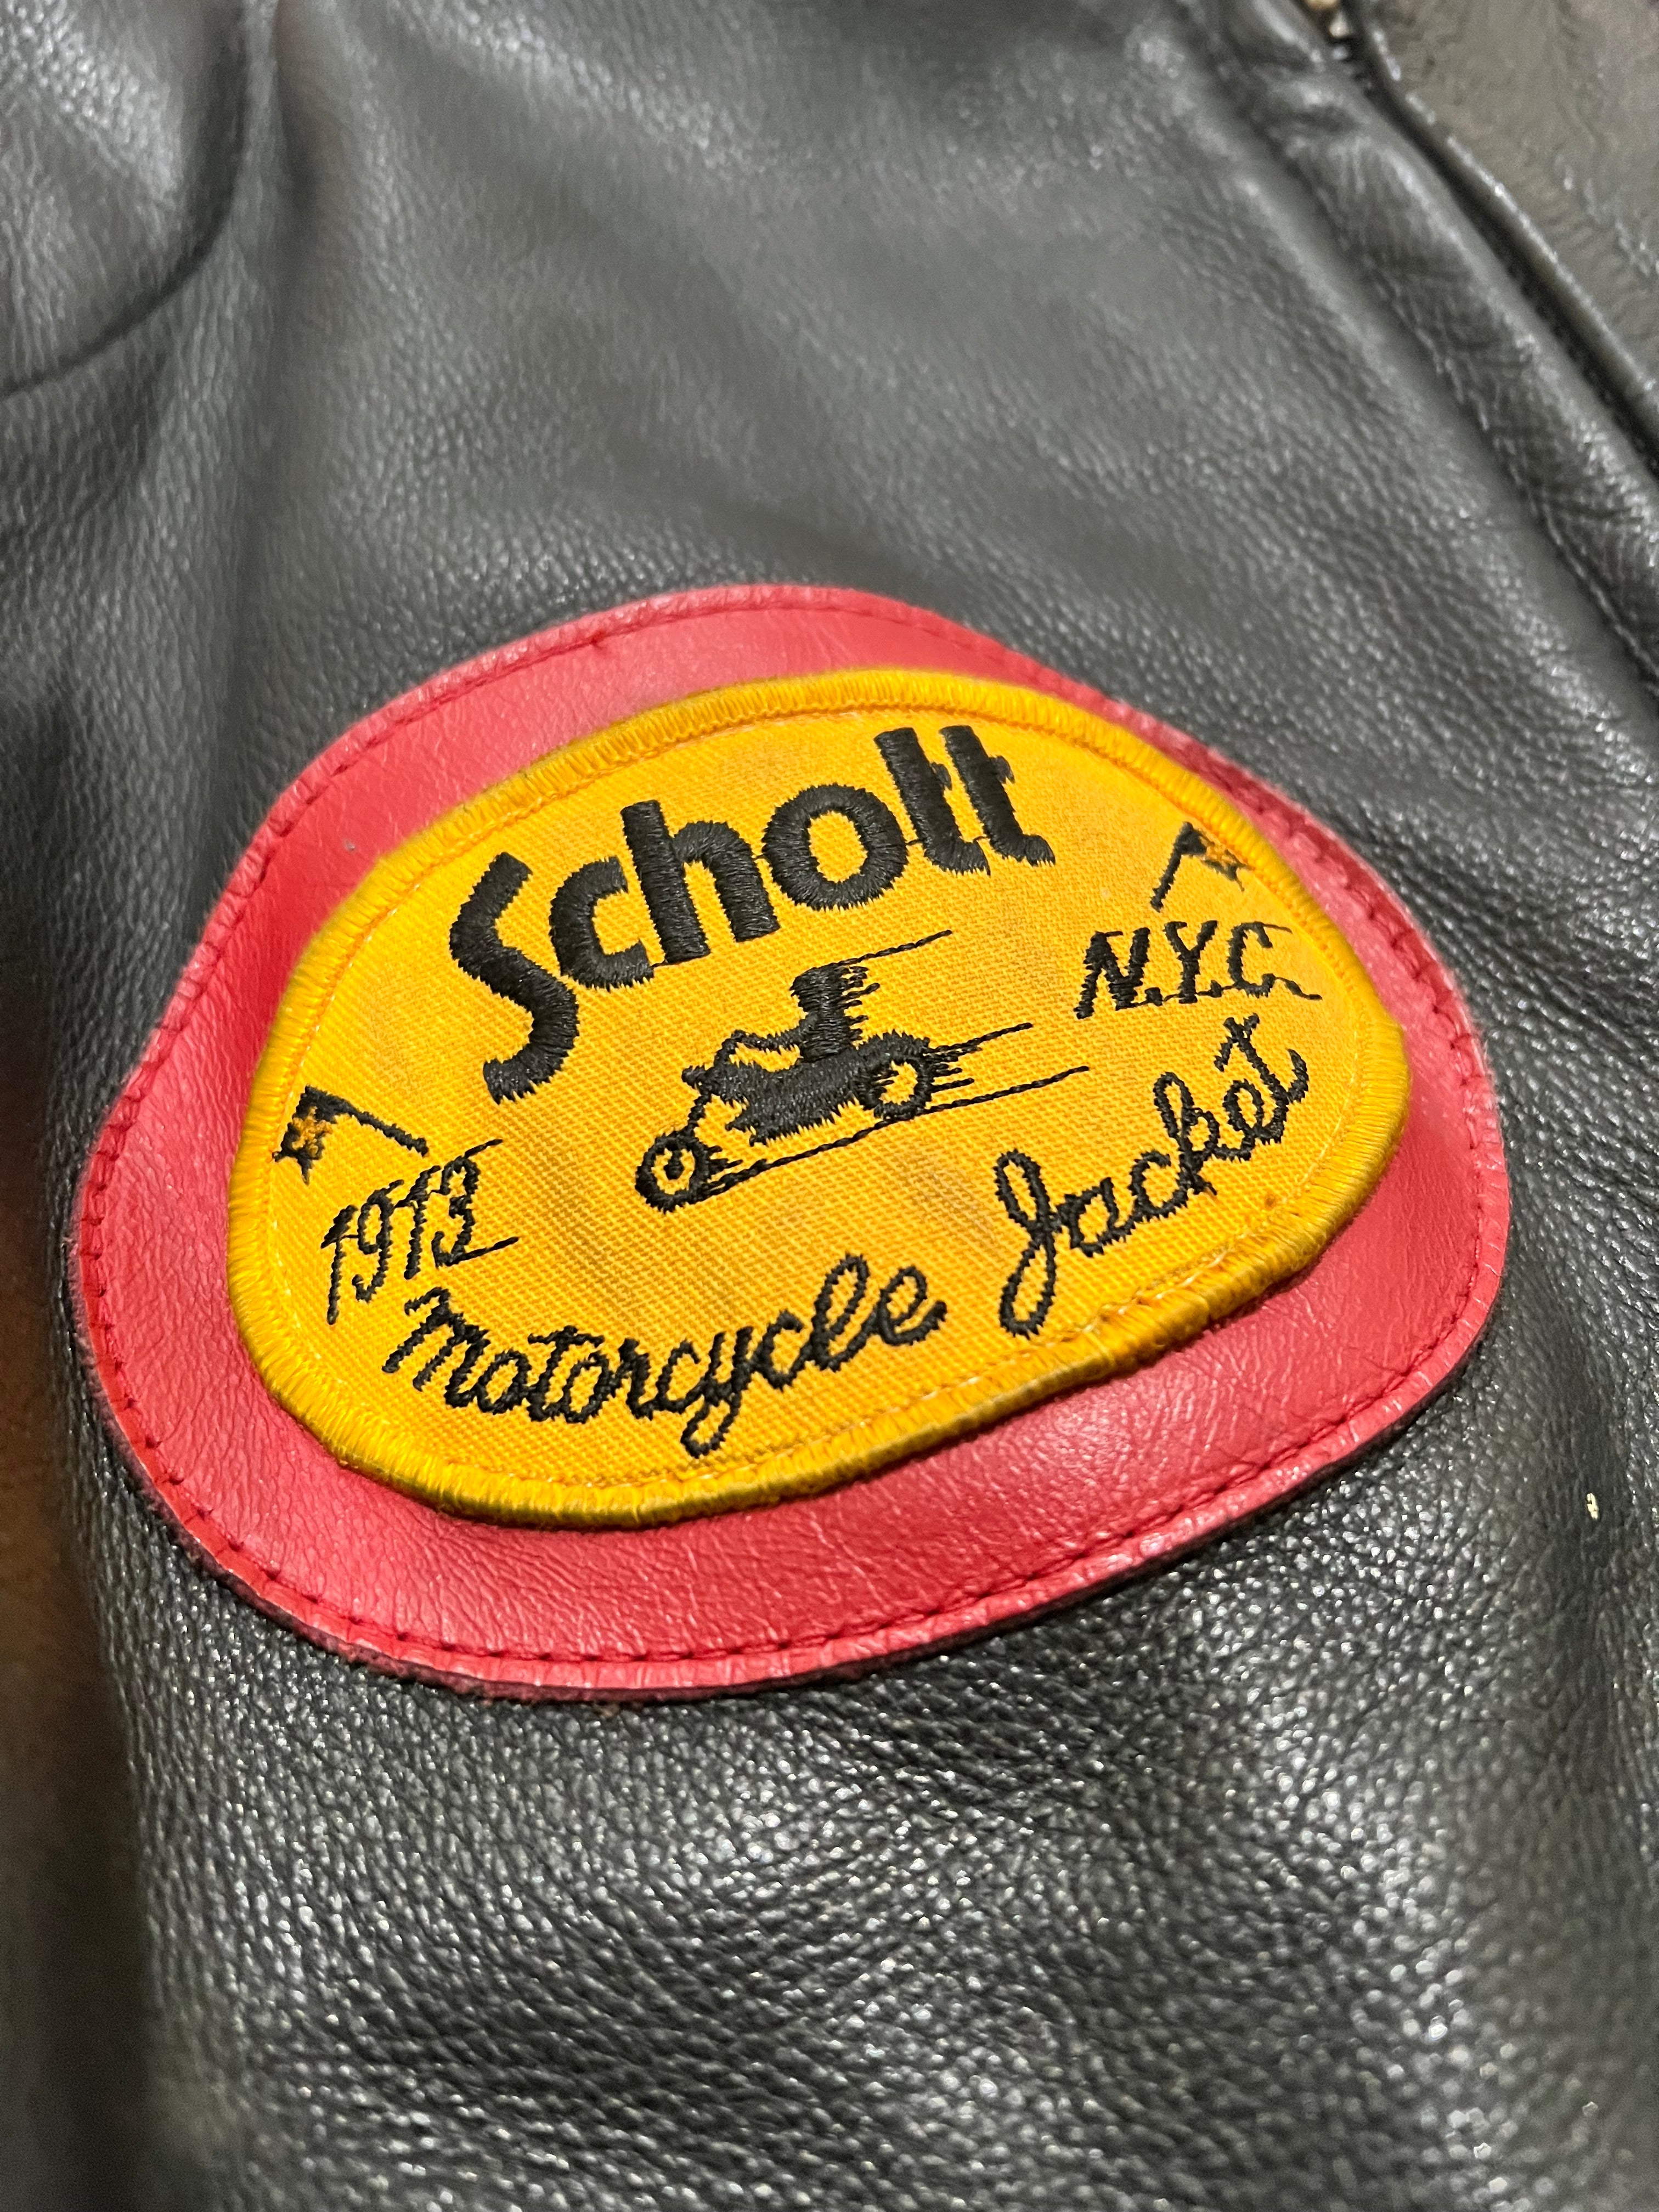 Schott
1913 N.Y.C.
Motorcycle Jacket